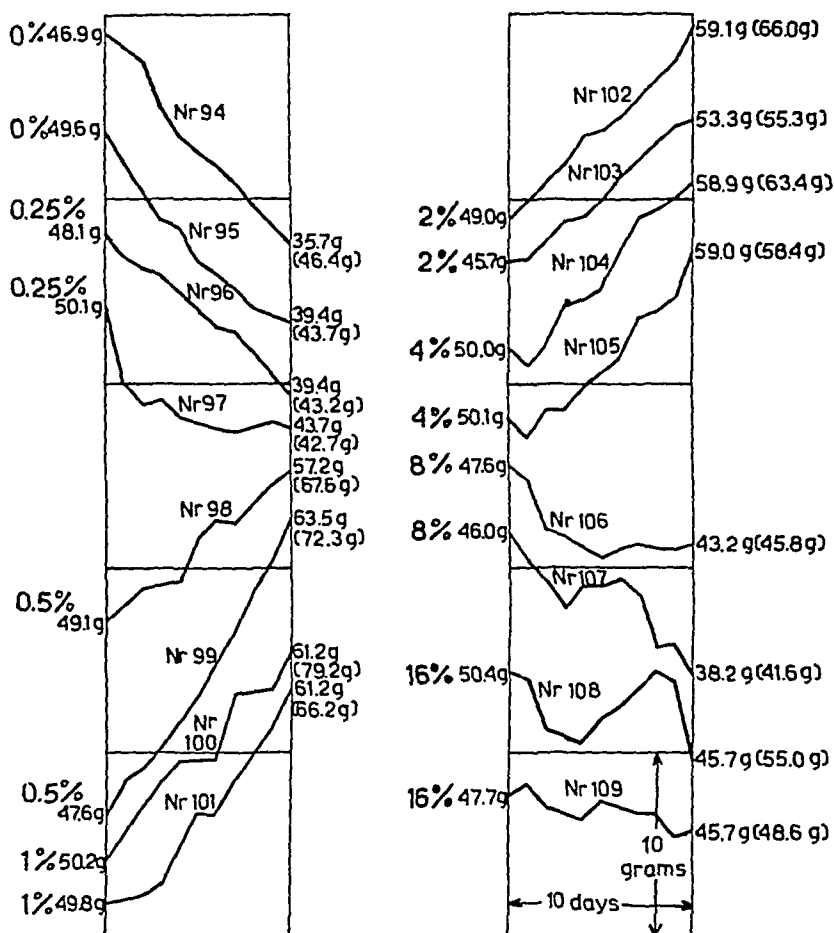 0% 46.9g
Nr 94
0% 49.6g
0.25%
48.1g
Nr 95
35.7g
(46.4g)
0.25%
50.1g
Nr 96
39.4g
(43.7g)
39.4g
(43.2g)
Nr 97
43.7g
(42.7g)
57.2g
(67.6g)
Nr 98
63.5g
(72.3g)
0.5%
49.1g
Nr 99
61.2g
(79.2g)
61.2g
(66.2g)
Nr
100
0.5%
47.6g
Nr 101
1% 50.2g
1% 49.8g
59.1g (66.0g)
Nr 102
53.3g (55.3g)
Nr 103
58.9g (63.4g)
2% 49.0g
2% 45.7g
Nr 104
59.0g (58.4g)
4% 50.0g
Nr 105
4% 50.1g
8% 47.6g
Nr 106
8% 46.0g
43.2g (45.8g)
Nr 107
16% 50.4g
Nr 108
38.2g (41.6g)
45.7g (55.0g)
16% 47.7g
Nr 109
45.7g (48.6g)
10
grams
10 days